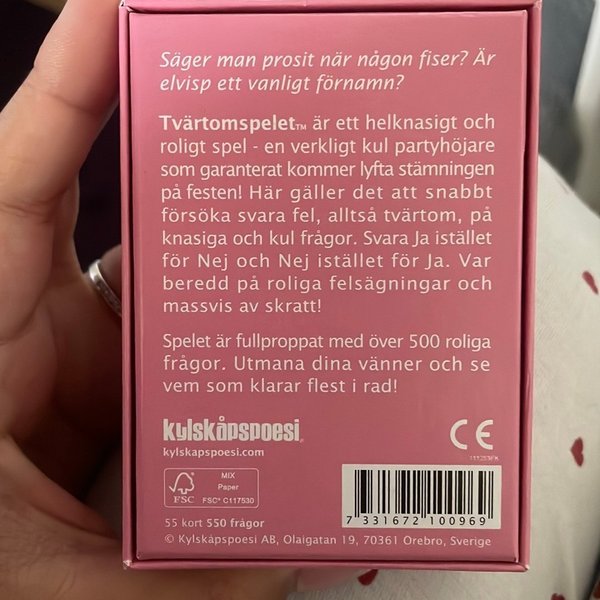 Säger man prosit när någon fiser? Är
elvisp ett vanligt förnamn?
Tvärtomspelet™ är ett helknasigt och
roligt spel - en verkligt kul partyhöjare
som garanterat kommer lyfta stämningen
på festen! Här gäller det att snabbt
försöka svara fel, alltså tvärtom, på
knasiga och kul frågor. Svara Ja istället
för Nej och Nej istället för Ja. Var
beredd på roliga felsägningar och
massvis av skratt!
Spelet är fullproppat med över 500 roliga
frågor. Utmana dina vänner och se
vem som klarar flest i rad!
kylskåpspoesi®
kylskapspoesi.com
CE
FSC
MIX
Paper
FSC® C117530
7 331672 100969
55 kort 550 frågor
© Kylskåpspoesi AB, Olaigatan 19, 70361 Örebro, Sverige